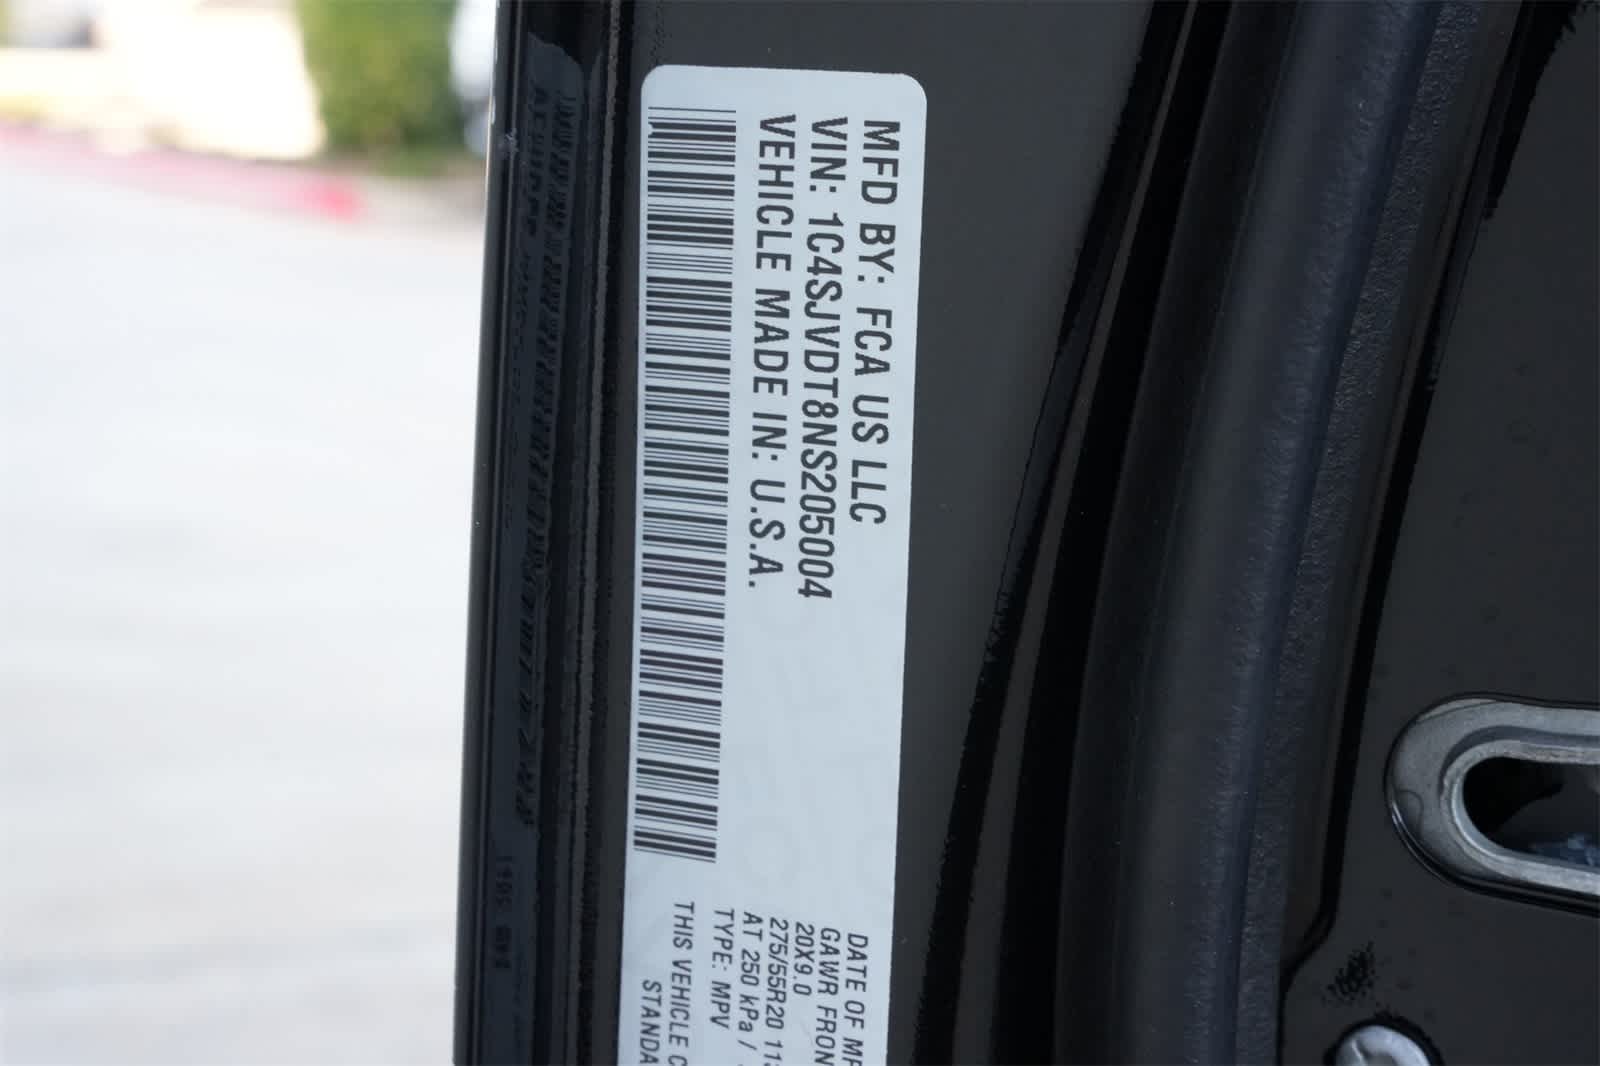 MFD BY: FCA US LLC
VIN: 1C4SJVDT8NS205004
VEHICLE MADE IN: U.S.A.
DATE OF
GAWR FRON
20X9.0
275/55R20
AT 250 kPa /
TYPE: MPV
THIS VEHICLE C
STANDA